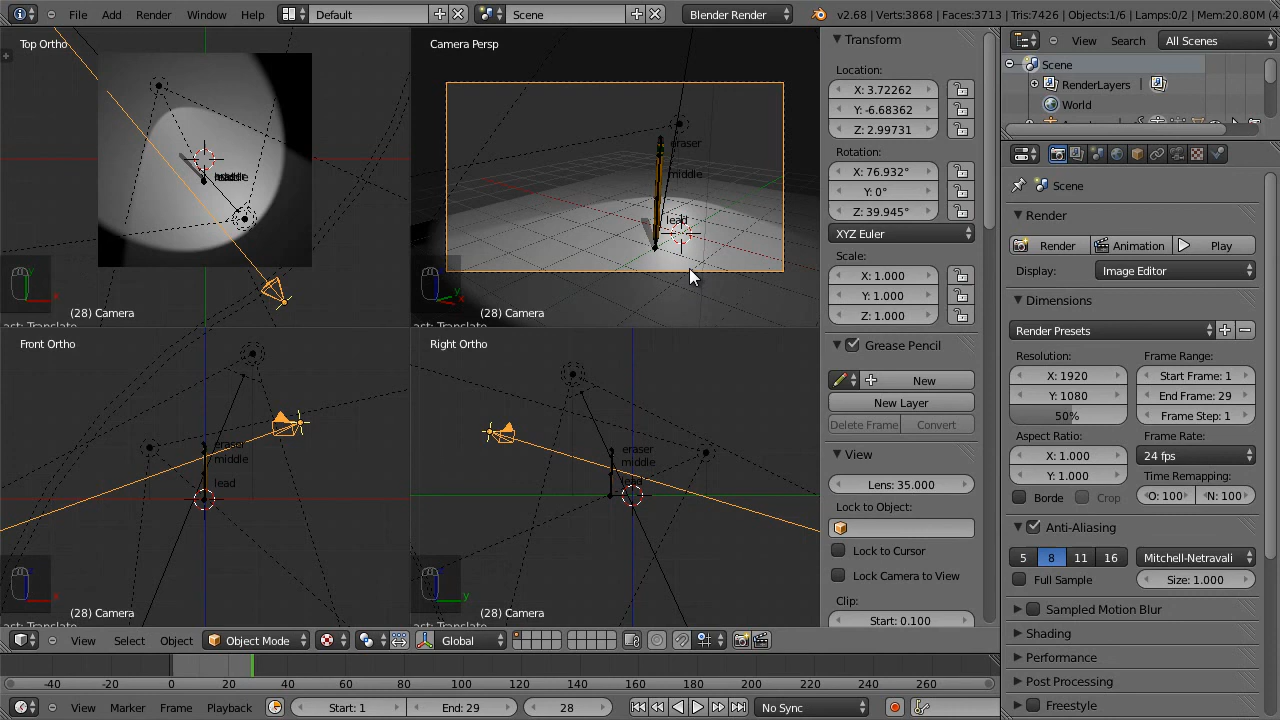 File Add Render Window Help Default Scene Blender Render v2.68 | Verts:3868 | Faces:3713 | Tris:7426 | Objects:1/6 | Lamps:0/2 | Mem:20.80M (4
Top Ortho
headle
(28) Camera
ast: Translate
Camera Persp
eraser
middle
lead
(28) Camera
ast: Translate
Front Ortho
eraser
middle
lead
(28) Camera
Right Ortho
eraser
middle
lead
(28) Camera
Transform
Location:
X: 3.72262
Y: -6.68362
Z: 2.99731
Rotation:
X: 76.932°
Y: 0°
Z: 39.945°
XYZ Euler
Scale:
X: 1.000
Y: 1.000
Z: 1.000
Grease Pencil
New
New Layer
Delete Frame Convert
View
Lens: 35.000
Lock to Object:
Lock to Cursor
Lock Camera to View
Clip:
Start: 0.100
View Search All Scenes
Scene
RenderLayers
World
Scene
Render
Render Animation Play
Display: Image Editor
Dimensions
Render Presets
Resolution: Frame Range:
X: 1920 Start Frame: 1
Y: 1080 End Frame: 29
50% Frame Step: 1
Aspect Ratio: Frame Rate:
X: 1.000 24 fps
Y: 1.000 Time Remapping:
Borde Crop O: 100 N: 100
Anti-Aliasing
5 8 11 16 Mitchell-Netravali
Full Sample Size: 1.000
Sampled Motion Blur
Shading
Performance
Post Processing
Freestyle
View Select Object Object Mode Global
-40 -20 0 20 40 60 80 100 120 140 160 180 200 220 240 260
View Marker Frame Playback Start: 1 End: 29 28 No Sync